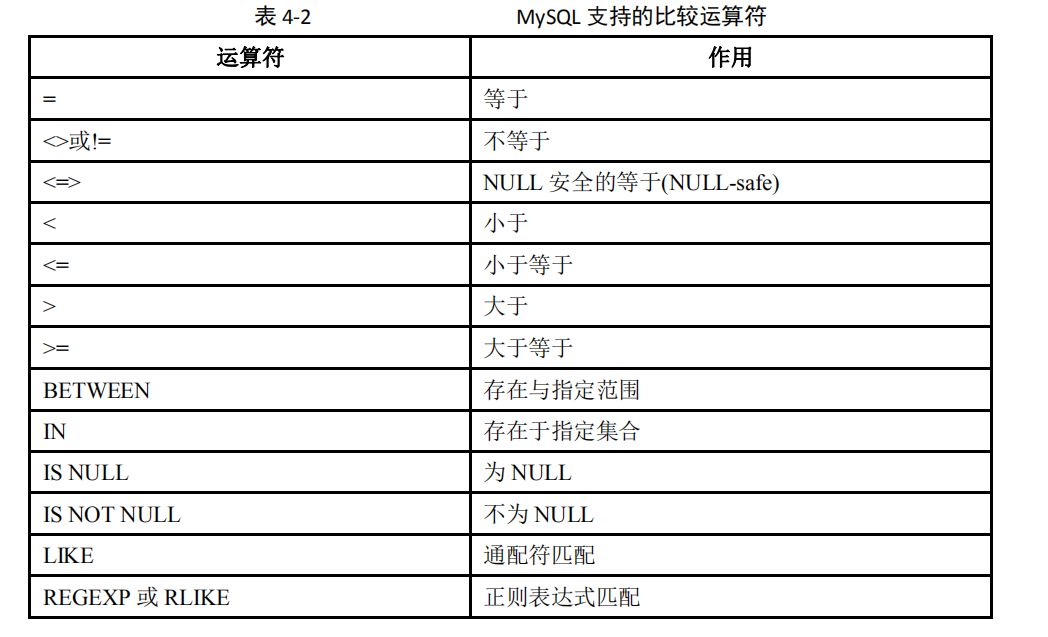 表 4-2 MySQL 支持的比较运算符
运算符 作用
= 等于
<>或!= 不等于
<=> NULL 安全的等于(NULL-safe)
< 小于
<= 小于等于
> 大于
>= 大于等于
BETWEEN 存在与指定范围
IN 存在于指定集合
IS NULL 为 NULL
IS NOT NULL 不为 NULL
LIKE 通配符匹配
REGEXP 或 RLIKE 正则表达式匹配